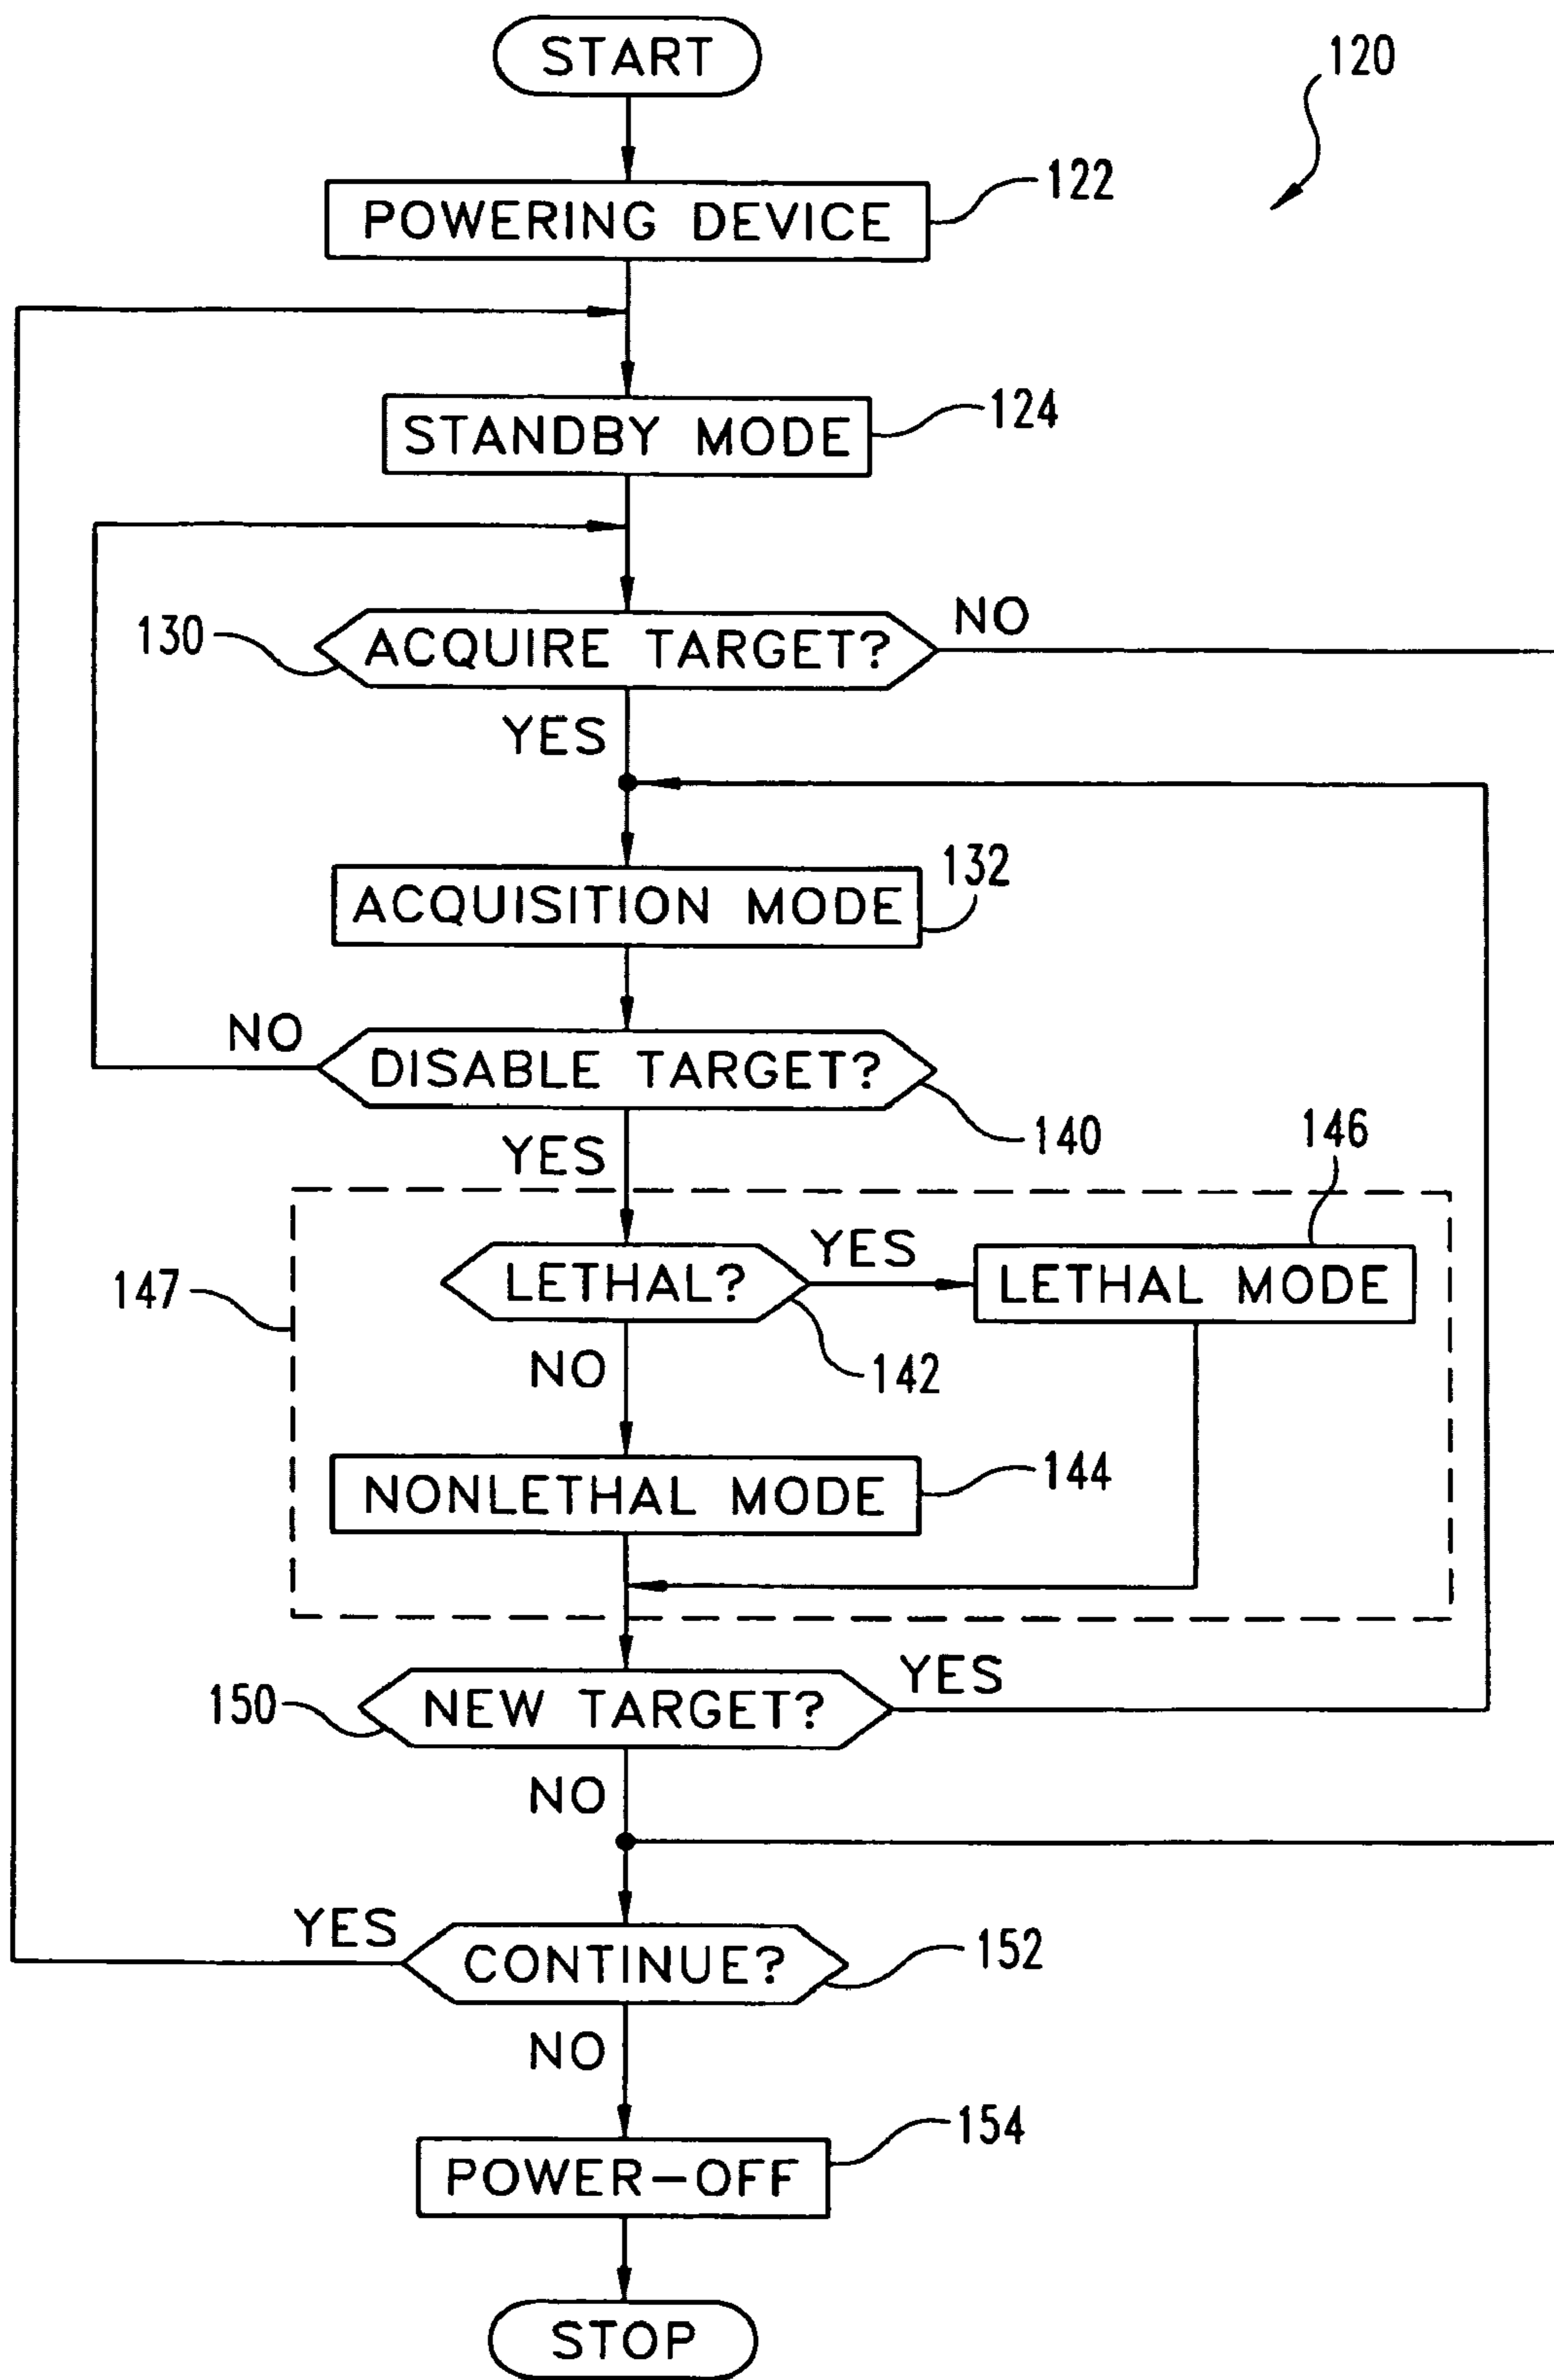 START
120
POWERING DEVICE
122
STANDBY MODE
124
130
ACQUIRE TARGET?
NO
YES
ACQUISITION MODE
132
NO
DISABLE TARGET?
140
YES
146
147
LETHAL?
YES
LETHAL MODE
142
NO
NONLETHAL MODE
144
150
NEW TARGET?
YES
NO
YES
CONTINUE?
152
NO
POWER-OFF
154
STOP